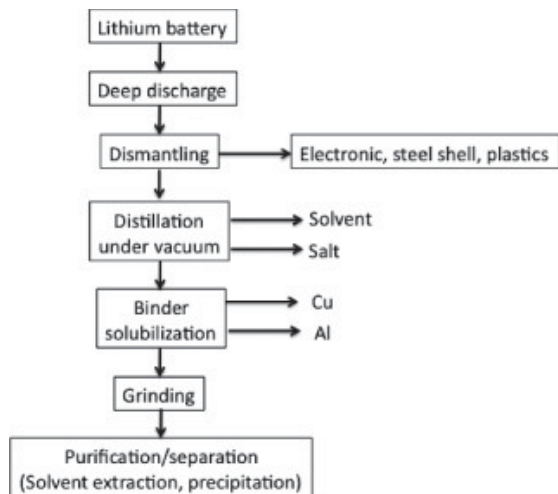 Lithium battery
Deep discharge
Dismantling
Electronic, steel shell, plastics
Distillation
under vacuum
Solvent
Salt
Binder
solubilization
Cu
Al
Grinding
Purification/separation
(Solvent extraction, precipitation)